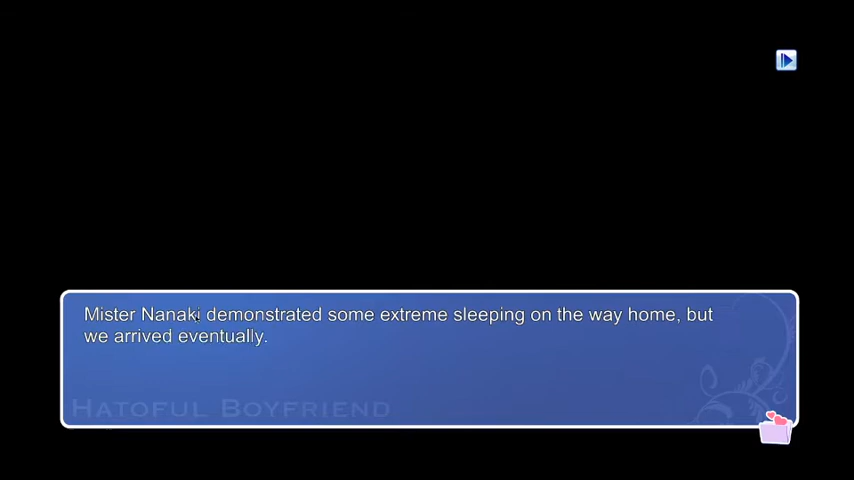 Mister Nanaki demonstrated some extreme sleeping on the way home, but
we arrived eventually.
HATOFUL BOYFRIEND